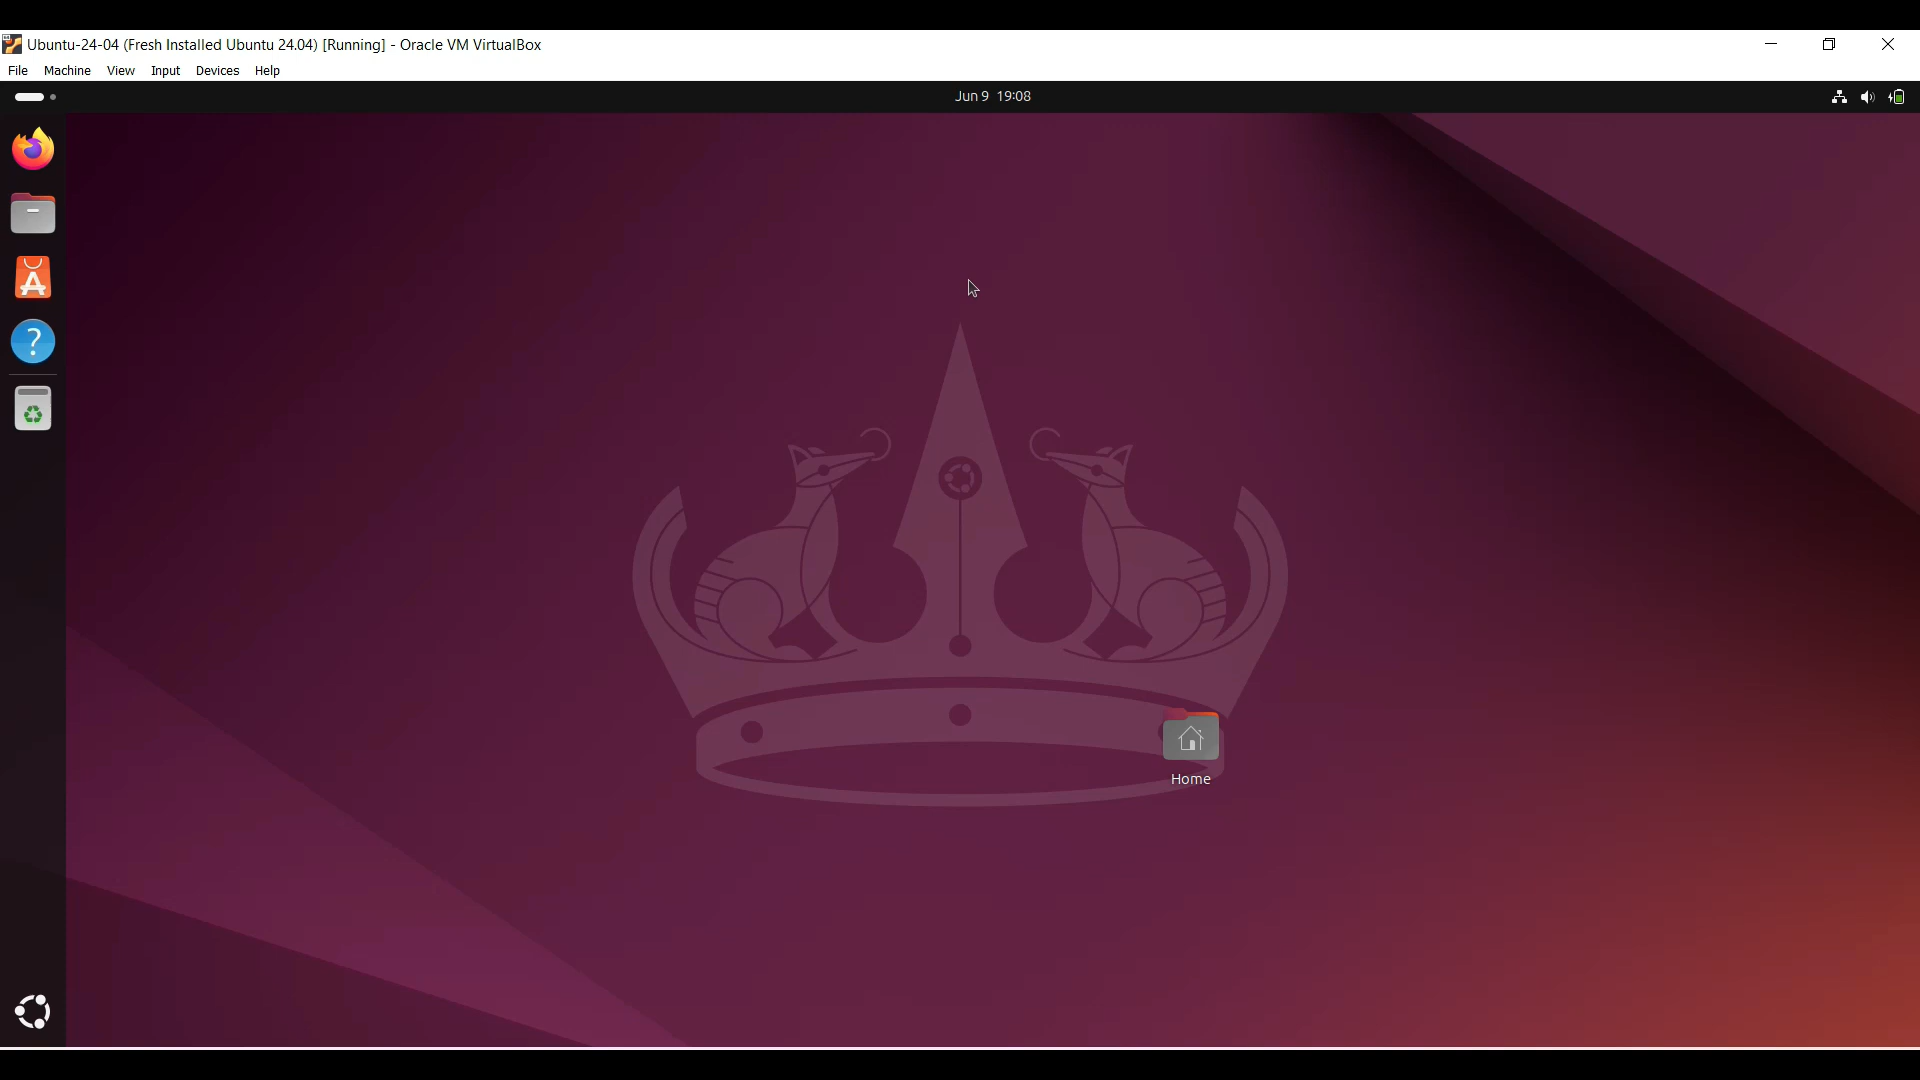 Ubuntu-24-04 (Fresh Installed Ubuntu 24.04) [Running] - Oracle VM VirtualBox
File Machine View Input Devices Help
Jun 9 19:08
Home